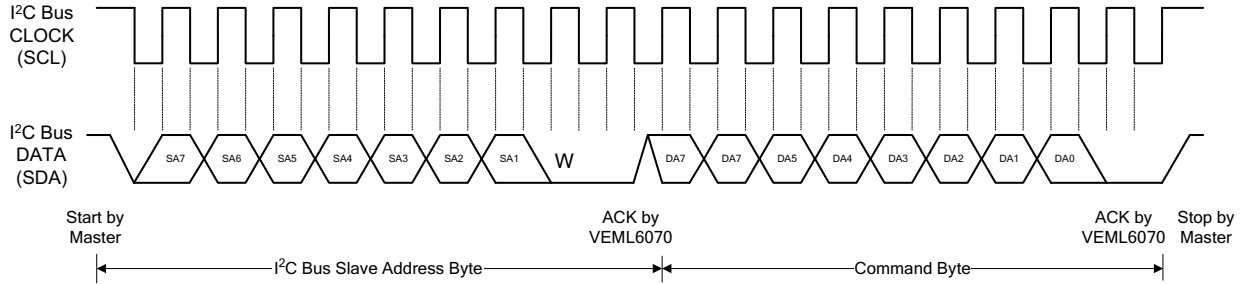 I²C Bus
CLOCK
(SCL)
I²C Bus
DATA
(SDA)
SA7 SA6 SA5 SA4 SA3 SA2 SA1 W DA7 DA7 DA5 DA4 DA3 DA2 DA1 DA0
Start by
Master
ACK by
VEML6070
ACK by
VEML6070
Stop by
Master
I²C Bus Slave Address Byte
Command Byte